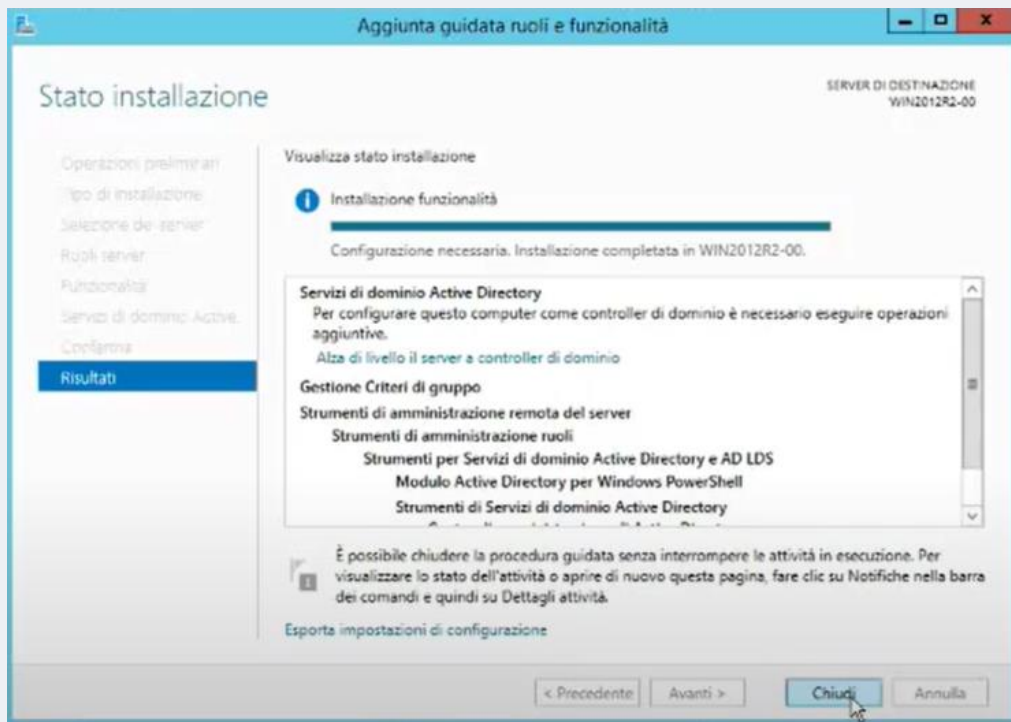 Aggiunta guidata ruoli e funzionalità
Stato installazione
SERVER DI DESTINAZIONE
WIN2012R2-00
Operazioni preliminari
Tipo di installazione
Selezione dei server
Ruoli server
Funzionalità
Servizi di dominio Active
Conferma
Risultati
Visualizza stato installazione
Installazione funzionalità
Configurazione necessaria. Installazione completata in WIN2012R2-00.
Servizi di dominio Active Directory
Per configurare questo computer come controller di dominio è necessario eseguire operazioni
aggiuntive.
Alza di livello il server a controller di dominio
Gestione Criteri di gruppo
Strumenti di amministrazione remota del server
Strumenti di amministrazione ruoli
Strumenti per Servizi di dominio Active Directory e AD LDS
Modulo Active Directory per Windows PowerShell
Strumenti di Servizi di dominio Active Directory
È possibile chiudere la procedura guidata senza interrompere le attività in esecuzione. Per
visualizzare lo stato dell'attività o aprire di nuovo questa pagina, fare clic su Notifiche nella barra
dei comandi e quindi su Dettagli attività.
Esporta impostazioni di configurazione
< Precedente
Avanti >
Chiudi
Annulla